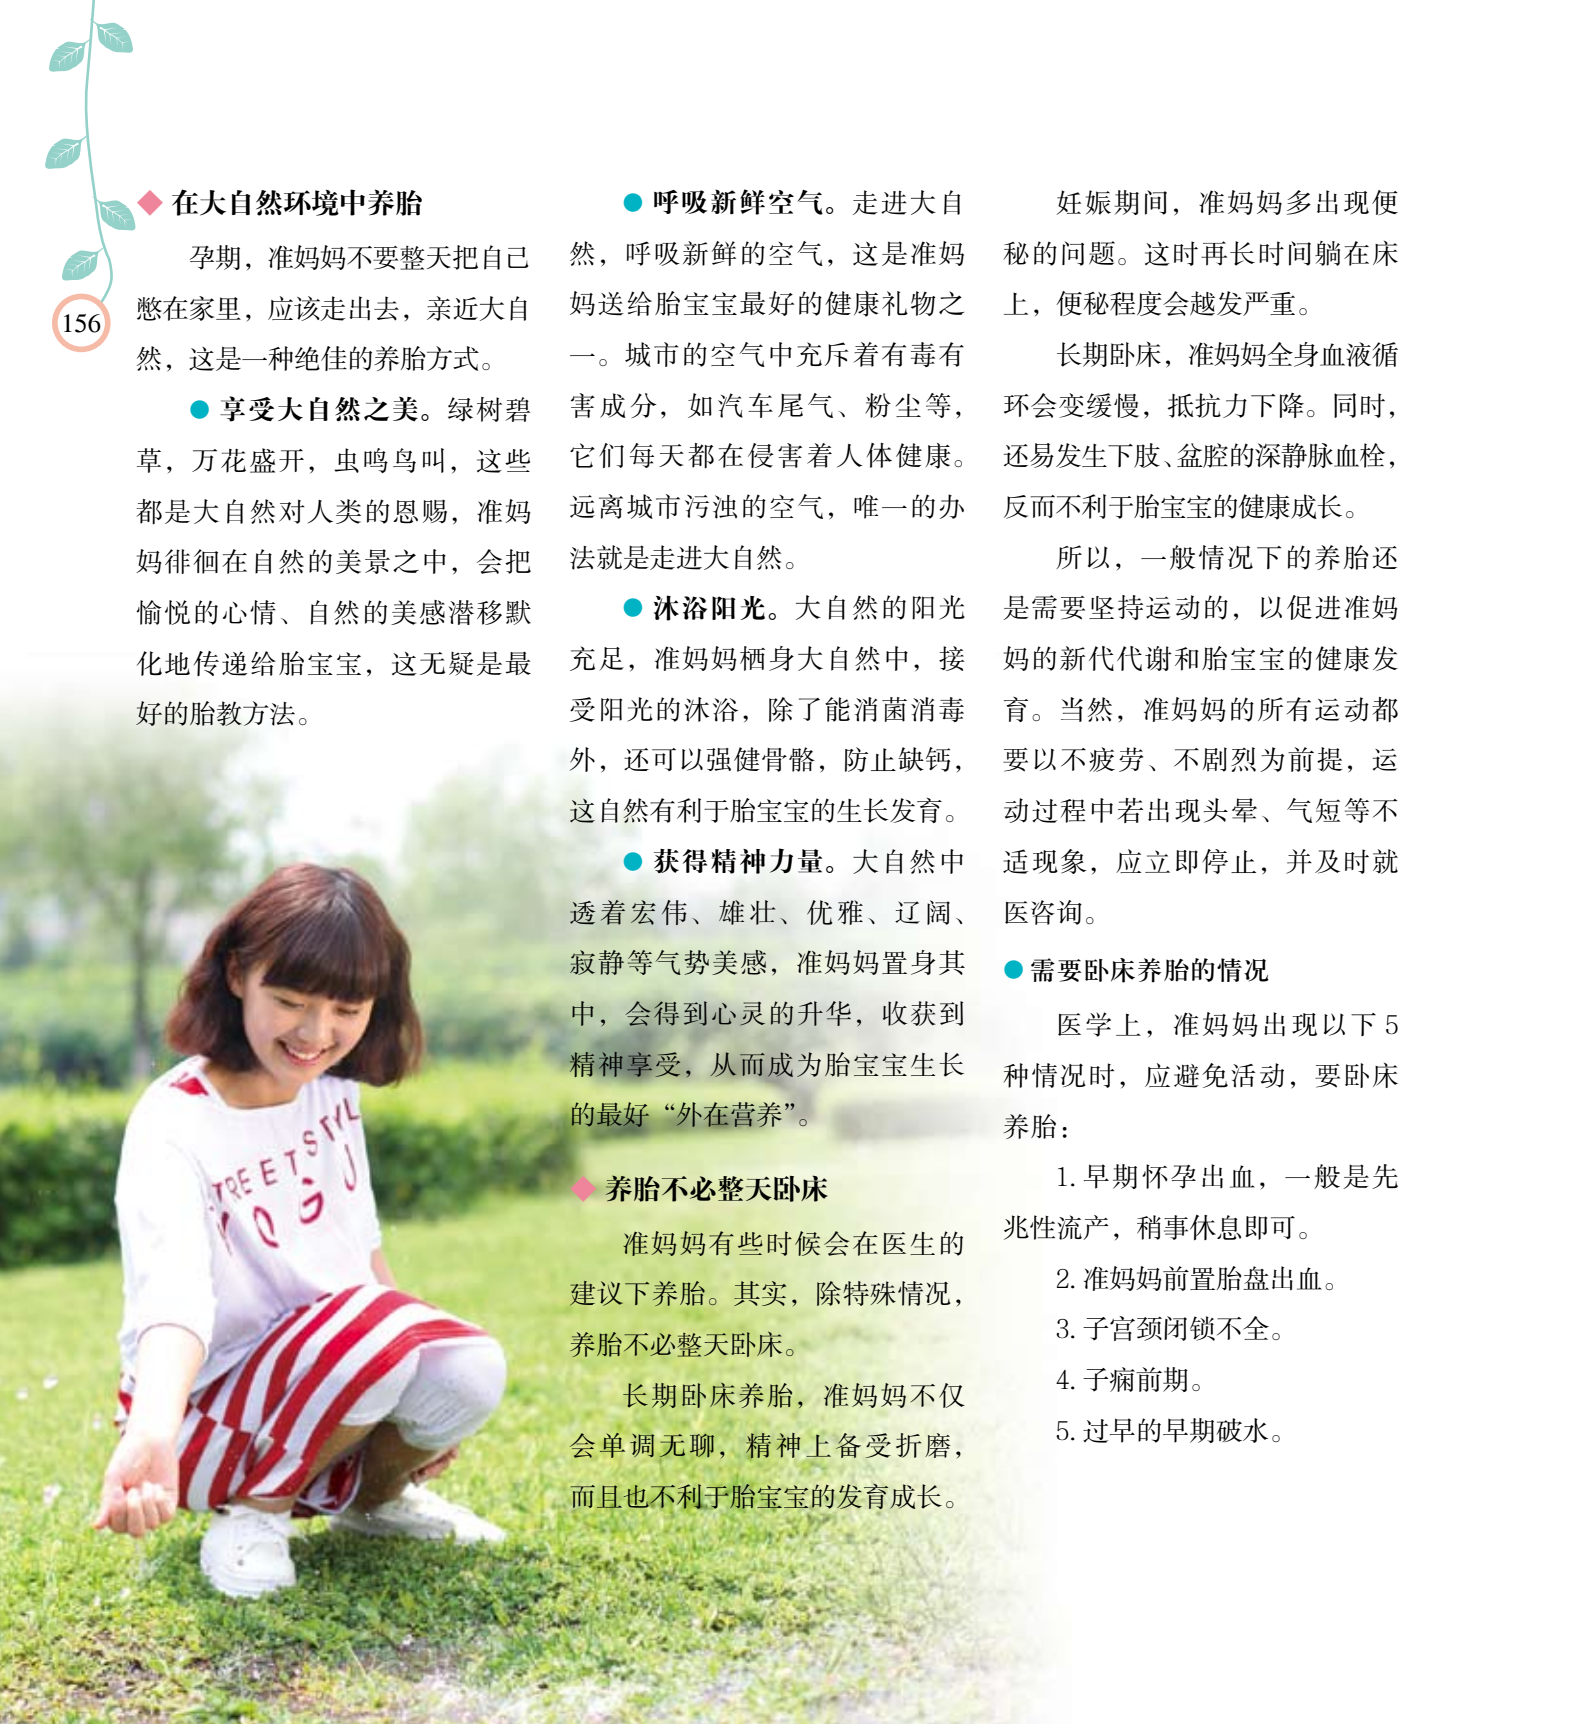 156
◆ 在大自然环境中养胎
孕期，准妈妈不要整天把自己
憋在家里，应该走出去，亲近大自
然，这是一种绝佳的养胎方式。
● 享受大自然之美。绿树碧
草，万花盛开，虫鸣鸟叫，这些
都是大自然对人类的恩赐，准妈
妈徘徊在自然的美景之中，会把
愉悦的心情、自然的美感潜移默
化地传递给胎宝宝，这无疑是最
好的胎教方法。
● 呼吸新鲜空气。走进大自
然，呼吸新鲜的空气，这是准妈
妈送给胎宝宝最好的健康礼物之
一。城市的空气中充斥着有毒有
害成分，如汽车尾气、粉尘等，
它们每天都在侵害着人体健康。
远离城市污浊的空气，唯一的办
法就是走进大自然。
● 沐浴阳光。大自然的阳光
充足，准妈妈栖身大自然中，接
受阳光的沐浴，除了能消菌消毒
外，还可以强健骨骼，防止缺钙，
这自然有利于胎宝宝的生长发育。
● 获得精神力量。大自然中
透着宏伟、雄壮、优雅、辽阔、
寂静等气势美感，准妈妈置身其
中，会得到心灵的升华，收获到
精神享受，从而成为胎宝宝生长
的最好“外在营养”。
◆ 养胎不必整天卧床
准妈妈有些时候会在医生的
建议下养胎。其实，除特殊情况，
养胎不必整天卧床。
长期卧床养胎，准妈妈不仅
会单调无聊，精神上备受折磨，
而且也不利于胎宝宝的发育成长。
妊娠期间，准妈妈多出现便
秘的问题。这时再长时间躺在床
上，便秘程度会越发严重。
长期卧床，准妈妈全身血液循
环会变缓慢，抵抗力下降。同时，
还易发生下肢、盆腔的深静脉血栓，
反而不利于胎宝宝的健康成长。
所以，一般情况下的养胎还
是需要坚持运动的，以促进准妈
妈的新代代谢和胎宝宝的健康发
育。当然，准妈妈的所有运动都
要以不疲劳、不剧烈为前提，运
动过程中若出现头晕、气短等不
适现象，应立即停止，并及时就
医咨询。
● 需要卧床养胎的情况
医学上，准妈妈出现以下 5
种情况时，应避免活动，要卧床
养胎：
1. 早期怀孕出血，一般是先
兆性流产，稍事休息即可。
2. 准妈妈前置胎盘出血。
3. 子宫颈闭锁不全。
4. 子痫前期。
5. 过早的早期破水。